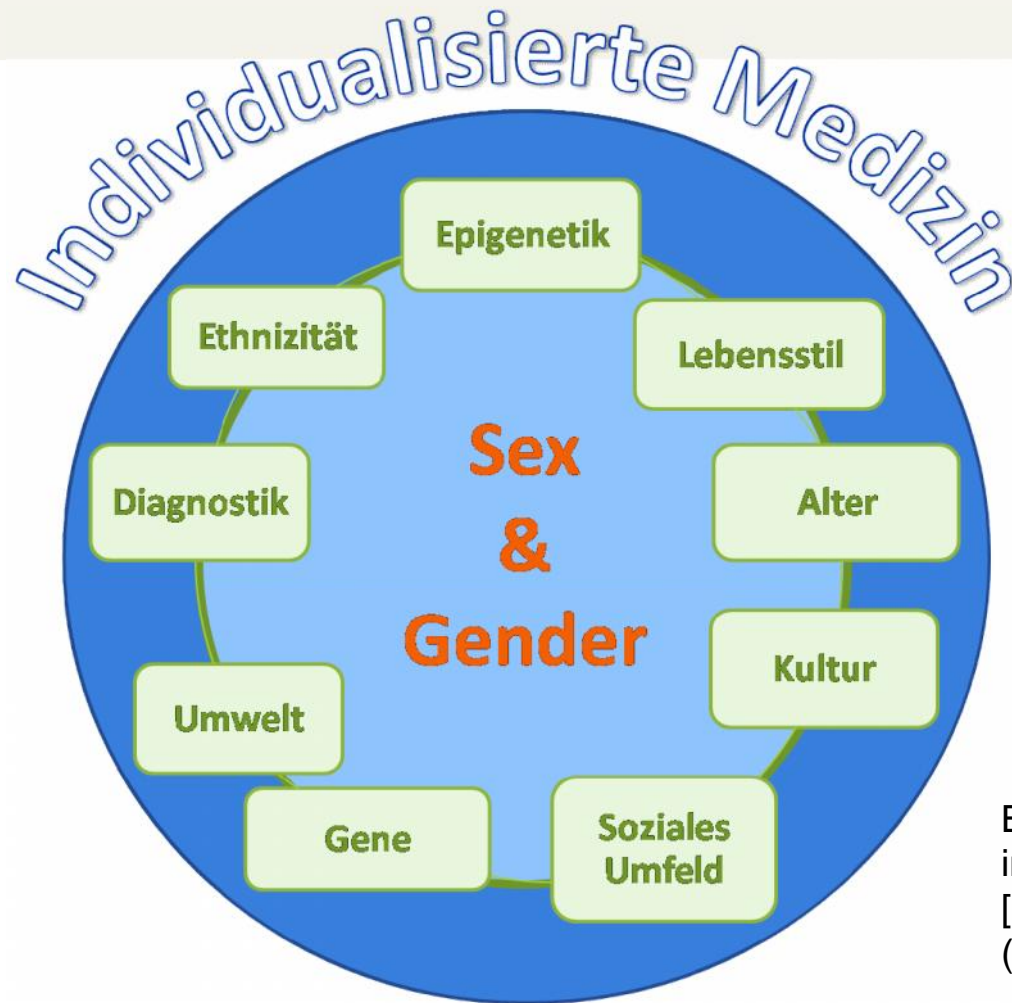 Individualisierte Medizin
Epigenetik
Ethnizität
Lebensstil
Sex
Diagnostik
Alter
&
Gender
Kultur
Umwelt
Gene
Soziales
Umfeld
[
(